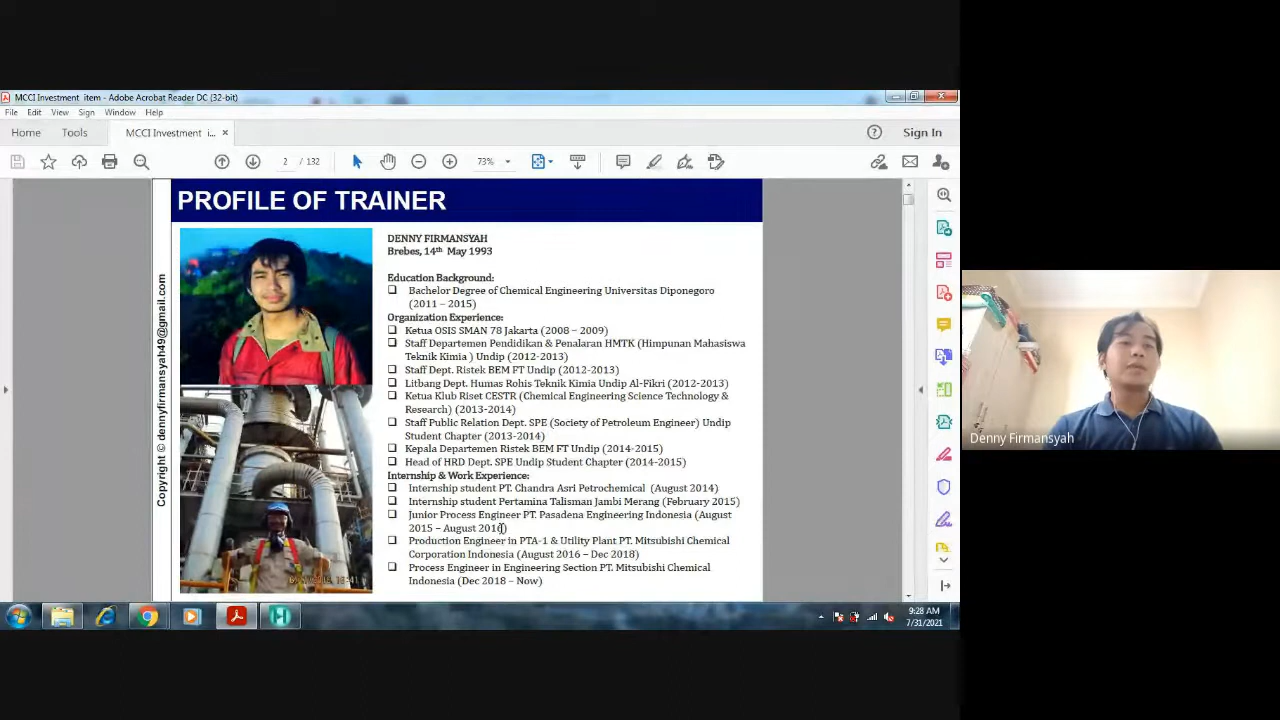 MCCI Investment item - Adobe Acrobat Reader DC (32-bit)
File Edit View Sign Window Help
Home Tools MCCI Investment i... × Sign In
2 / 132 73%
PROFILE OF TRAINER
Copyright © dennyfirmansyah49@gmail.com
DENNY FIRMANSYAH
Brebes, 14th May 1993
Education Background:
Bachelor Degree of Chemical Engineering Universitas Diponegoro
(2011 – 2015)
Organization Experience:
Ketua OSIS SMAN 78 Jakarta (2008 – 2009)
Staff Departemen Pendidikan & Penalaran HMTK (Himpunan Mahasiswa
Teknik Kimia ) Undip (2012-2013)
Staff Dept. Ristek BEM FT Undip (2012-2013)
Litbang Dept. Humas Rohis Teknik Kimia Undip Al-Fikri (2012-2013)
Ketua Klub Riset CESTR (Chemical Engineering Science Technology &
Research) (2013-2014)
Staff Public Relation Dept. SPE (Society of Petroleum Engineer) Undip
Student Chapter (2013-2014)
Kepala Departemen Ristek BEM FT Undip (2014-2015)
Head of HRD Dept. SPE Undip Student Chapter (2014-2015)
Internship & Work Experience:
Internship student PT. Chandra Asri Petrochemical (August 2014)
Internship student Pertamina Talisman Jambi Merang (February 2015)
Junior Process Engineer PT. Pasadena Engineering Indonesia (August
2015 – August 2016)
Production Engineer in PTA-1 & Utility Plant PT. Mitsubishi Chemical
Corporation Indonesia (August 2016 – Dec 2018)
Process Engineer in Engineering Section PT. Mitsubishi Chemical
Indonesia (Dec 2018 – Now)
Denny Firmansyah
9:28 AM
7/31/2021